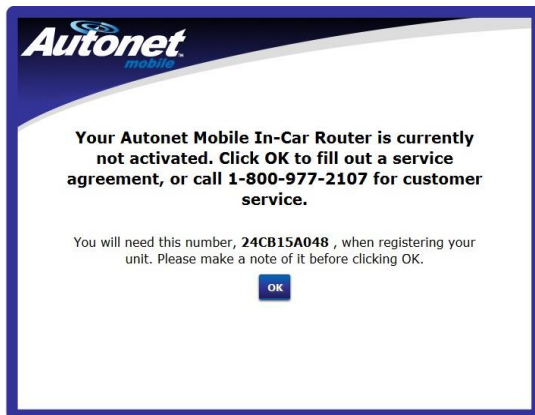 Autonet
mobile
Your Autonet Mobile In-Car Router is currently
not activated. Click OK to fill out a service
agreement, or call 1-800-977-2107 for customer
service.
You will need this number, 24CB15A048 , when registering your
unit. Please make a note of it before clicking OK.
OK